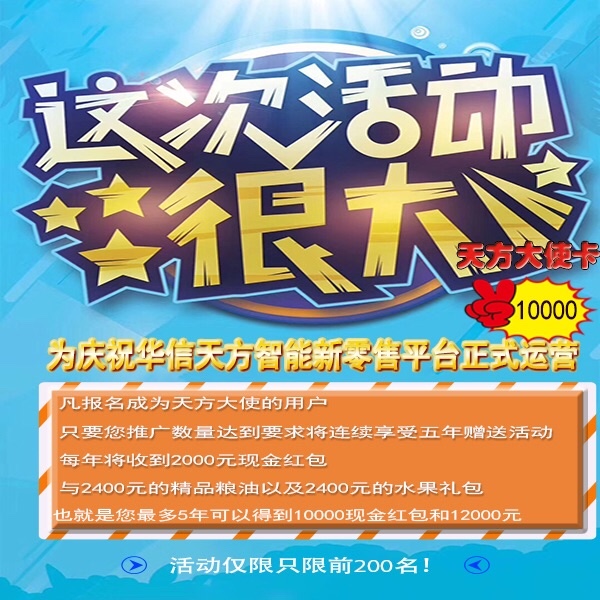 这次活动
很大
天方大使卡
10000
为庆祝华信天方智能新零售平台正式运营
凡报名成为天方大使的用户
只要您推广数量达到要求将连续享受五年赠送活动
每年将收到2000元现金红包
与2400元的精品粮油以及2400元的水果礼包
也就是您最多5年可以得到10000现金红包和12000元
活动仅限只限前200名!